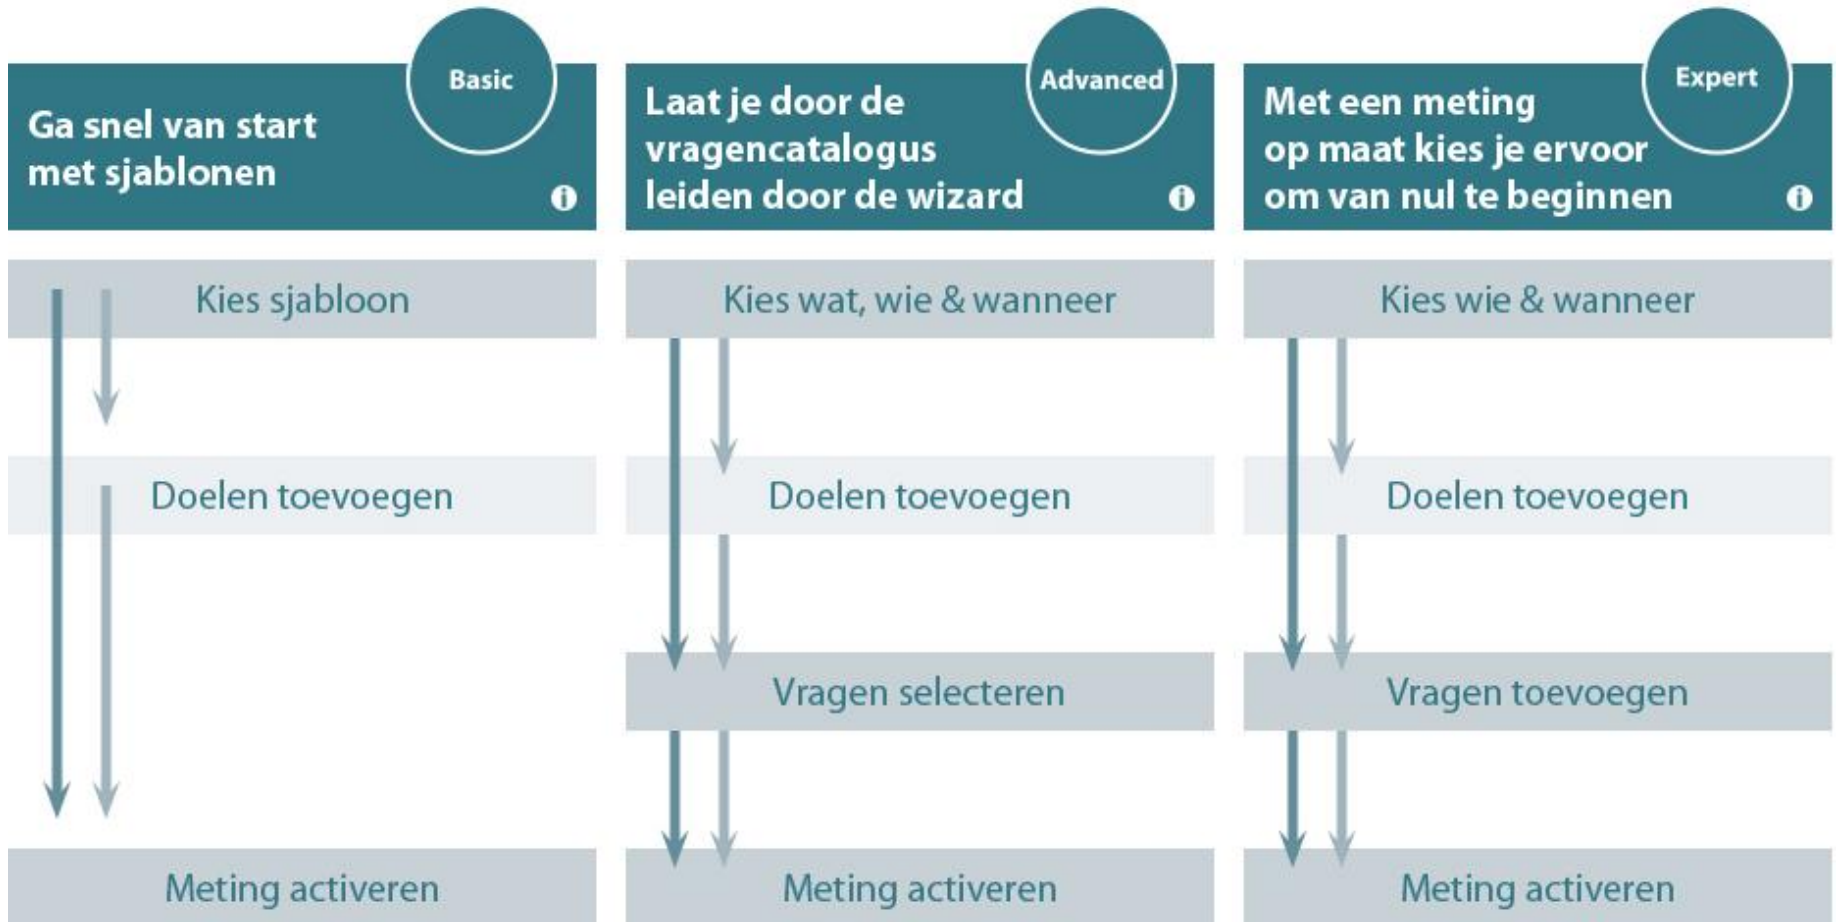 Basic
Ga snel van start
met sjablonen
Kies sjabloon
Doelen toevoegen
Meting activeren
Advanced
Laat je door de
vragencatalogus
leiden door de wizard
Kies wat, wie & wanneer
Doelen toevoegen
Vragen selecteren
Meting activeren
Expert
Met een meting
op maat kies je ervoor
om van nul te beginnen
Kies wie & wanneer
Doelen toevoegen
Vragen toevoegen
Meting activeren